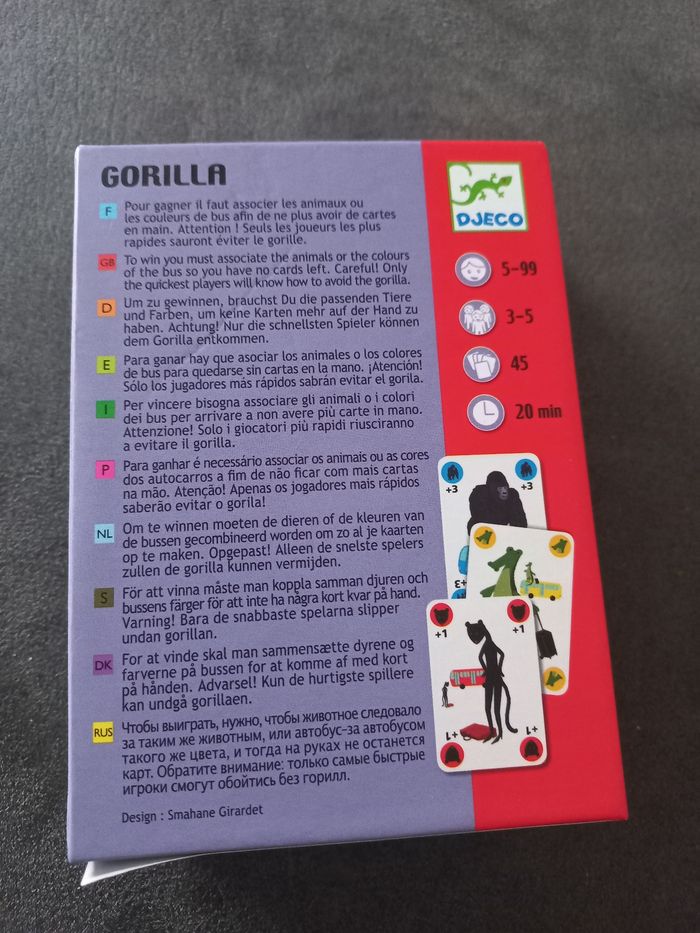 GORILLA
F
Pour gagner il faut associer les animaux ou
les couleurs de bus afin de ne plus avoir de cartes
en main. Attention ! Seuls les joueurs les plus
rapides sauront éviter le gorille.
GB
To win you must associate the animals or the colours
of the bus so you have no cards left. Careful! Only
the quickest players will know how to avoid the gorilla.
D
Um zu gewinnen, brauchst Du die passenden Tiere
und Farben, um keine Karten mehr auf der Hand zu
haben. Achtung! Nur die schnellsten Spieler können
dem Gorilla entkommen.
E
Para ganar hay que asociar los animales o los colores
de bus para quedarse sin cartas en la mano. ¡Atención!
Sólo los jugadores más rápidos sabrán evitar el gorila.
I
Per vincere bisogna associare gli animali o i colori
dei bus per arrivare a non avere più carte in mano.
Attenzione! Solo i giocatori più rapidi riusciranno
a evitare il gorilla.
P
Para ganhar é necessário associar os animais ou as cores
dos autocarros a fim de não ficar com mais cartas
na mão. Atenção! Apenas os jogadores mais rápidos
saberão evitar o gorila!
NL
Om te winnen moeten de dieren of de kleuren van
de bussen gecombineerd worden om zo al je kaarten
op te maken. Opgepast! Alleen de snelste spelers
zullen de gorilla kunnen vermijden.
S
För att vinna måste man koppla samman djuren och
bussens färger för att inte ha några kort kvar på hand.
Varning! Bara de snabbaste spelarna slipper
undan gorillan.
DK
For at vinde skal man sammensætte dyrene og
farverne på bussen for at komme af med kort
på hånden. Advarsel! Kun de hurtigste spillere
kan undgå gorillaen.
RUS
Чтобы выиграть, нужно, чтобы животное следовало
за таким же животным, или автобус-за автобусом
такого же цвета, и тогда на руках не останется
карт. Обратите внимание: только самые быстрые
игроки смогут обойтись без горилл.
Design : Smahane Girardet
DJECO
5-99
3-5
45
20 min
+3
+3
+3
+1
+1
+1
+1